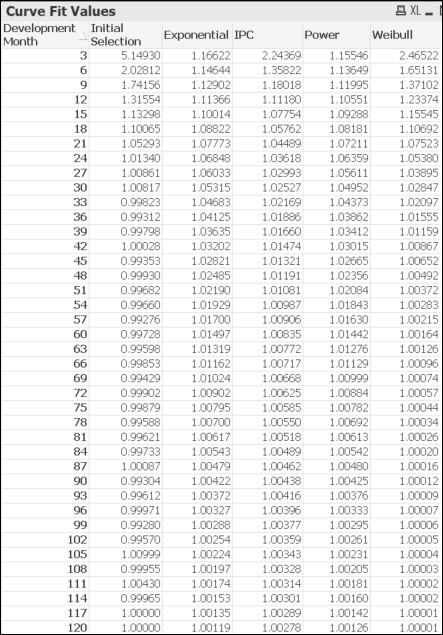 Curve Fit Values XL
Development Month Initial Selection Exponential IPC Power Weibull
3 5.14930 1.16622 2.24369 1.15546 2.46522
6 2.02812 1.14644 1.35822 1.13649 1.65131
9 1.74156 1.12902 1.18018 1.11995 1.37102
12 1.31554 1.11366 1.11180 1.10551 1.23374
15 1.13298 1.10014 1.07754 1.09288 1.15545
18 1.10065 1.08822 1.05762 1.08181 1.10692
21 1.05293 1.07773 1.04489 1.07211 1.07523
24 1.01340 1.06848 1.03618 1.06359 1.05380
27 1.00861 1.06033 1.02993 1.05611 1.03895
30 1.00817 1.05315 1.02527 1.04952 1.02847
33 0.99823 1.04683 1.02169 1.04373 1.02097
36 0.99312 1.04125 1.01886 1.03862 1.01555
39 0.99798 1.03635 1.01660 1.03412 1.01159
42 1.00028 1.03202 1.01474 1.03015 1.00867
45 0.99353 1.02821 1.01321 1.02665 1.00652
48 0.99930 1.02485 1.01191 1.02356 1.00492
51 0.99682 1.02190 1.01081 1.02084 1.00372
54 0.99660 1.01929 1.00987 1.01843 1.00283
57 0.99276 1.01700 1.00906 1.01630 1.00215
60 0.99728 1.01497 1.00835 1.01442 1.00164
63 0.99598 1.01319 1.00772 1.01276 1.00126
66 0.99853 1.01162 1.00717 1.01129 1.00096
69 0.99429 1.01024 1.00668 1.00999 1.00074
72 0.99902 1.00902 1.00625 1.00884 1.00057
75 0.99879 1.00795 1.00585 1.00782 1.00044
78 0.99588 1.00700 1.00550 1.00692 1.00034
81 0.99621 1.00617 1.00518 1.00613 1.00026
84 0.99733 1.00543 1.00489 1.00542 1.00020
87 1.00087 1.00479 1.00462 1.00480 1.00016
90 0.99304 1.00422 1.00438 1.00425 1.00012
93 0.99612 1.00372 1.00416 1.00376 1.00009
96 0.99971 1.00327 1.00396 1.00333 1.00007
99 0.99280 1.00288 1.00377 1.00295 1.00006
102 0.99570 1.00254 1.00359 1.00261 1.00005
105 1.00999 1.00224 1.00343 1.00231 1.00004
108 0.99955 1.00197 1.00328 1.00205 1.00003
111 1.00430 1.00174 1.00314 1.00181 1.00002
114 0.99965 1.00153 1.00301 1.00160 1.00002
117 1.00000 1.00135 1.00289 1.00142 1.00001
120 1.00000 1.00119 1.00278 1.00126 1.00001